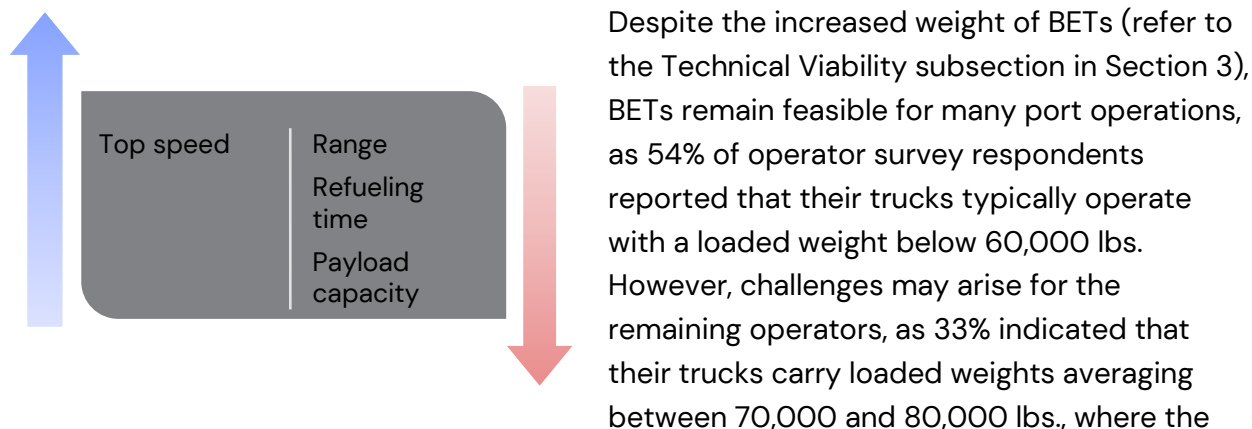 Top speed
Range
Refueling
time
Payload
capacity
Despite the increased weight of BETs (refer to
the Technical Viability subsection in Section 3),
BETs remain feasible for many port operations,
as 54% of operator survey respondents
reported that their trucks typically operate
with a loaded weight below 60,000 lbs.
However, challenges may arise for the
remaining operators, as 33% indicated that
their trucks carry loaded weights averaging
between 70,000 and 80,000 lbs., where the